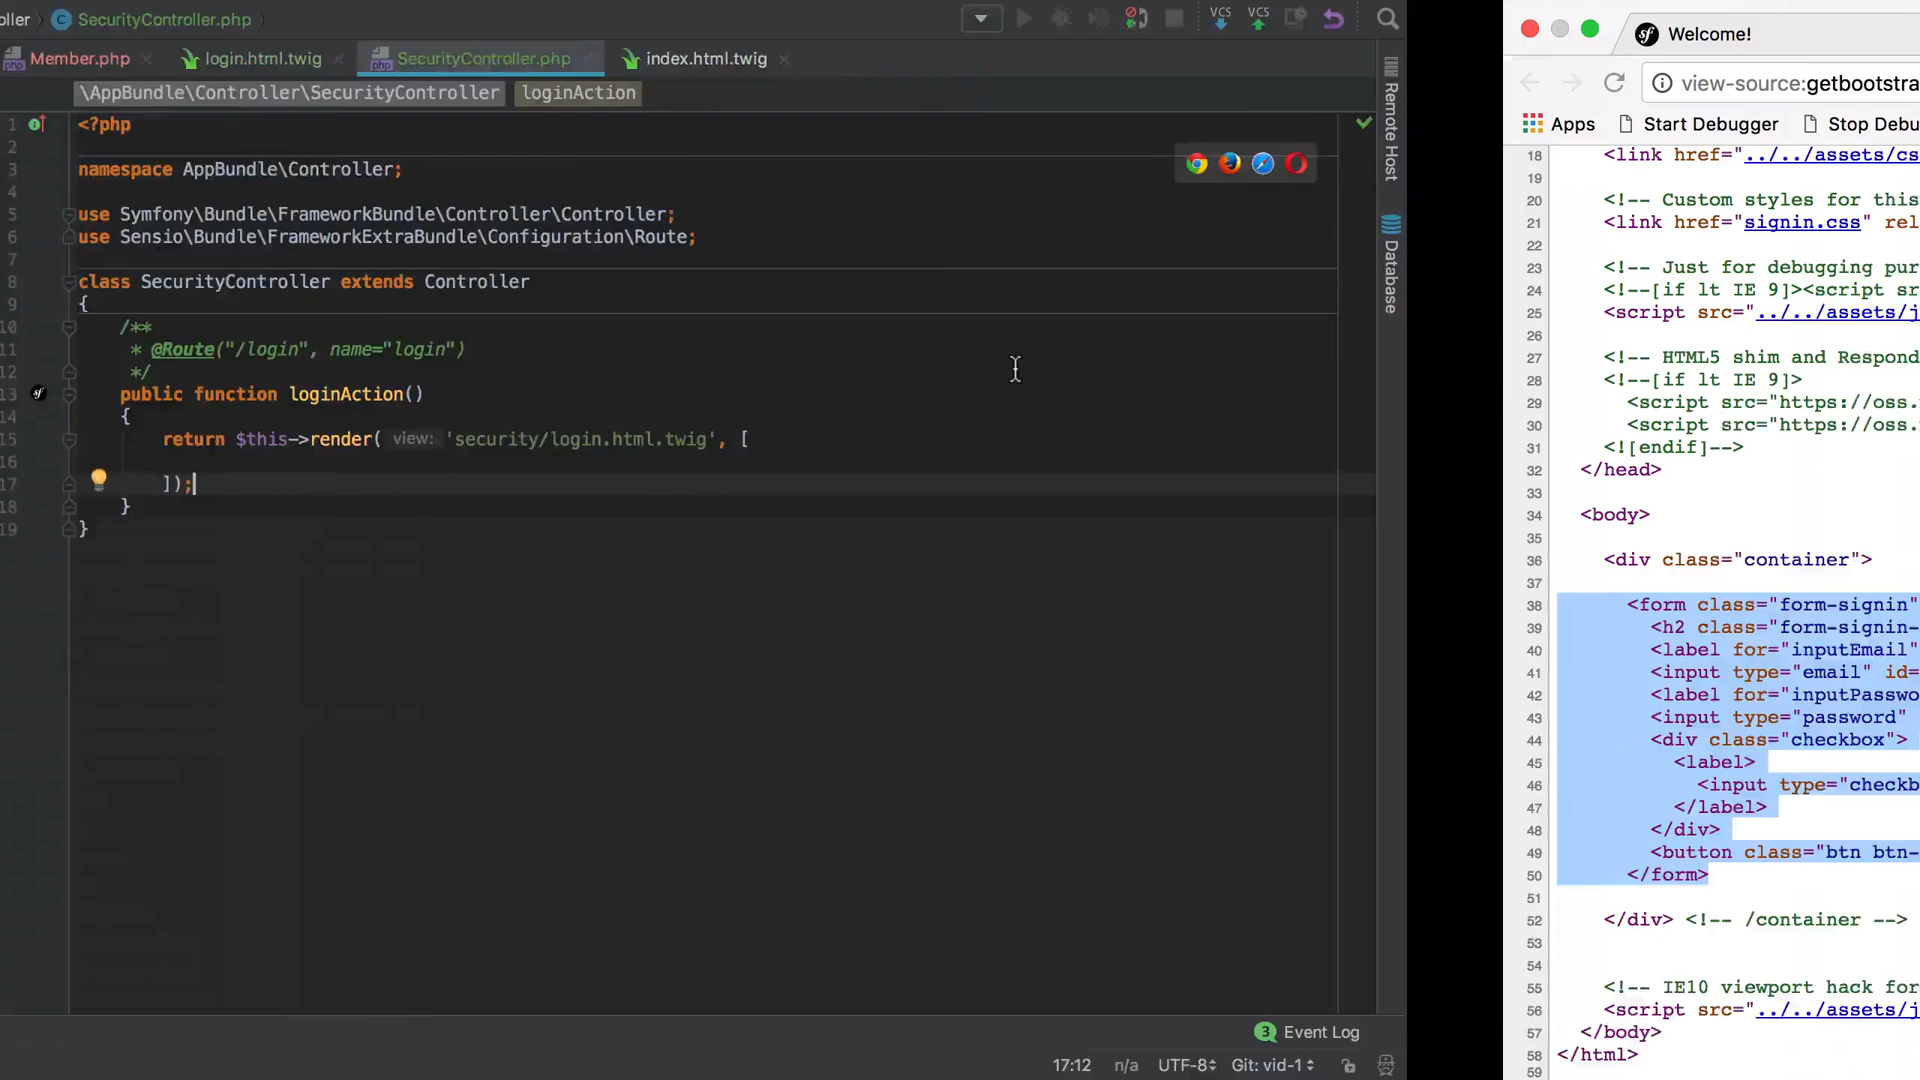 oller › C SecurityController.php ›
VCS VCS
Member.php × login.html.twig × SecurityController.php × index.html.twig ×
\AppBundle\Controller\SecurityController loginAction
1 <?php
2
3 namespace AppBundle\Controller;
4
5 use Symfony\Bundle\FrameworkBundle\Controller\Controller;
6 use Sensio\Bundle\FrameworkExtraBundle\Configuration\Route;
7
8 class SecurityController extends Controller
9 {
10 /**
11 * @Route("/login", name="login")
12 */
13 public function loginAction()
14 {
15 return $this->render( view: 'security/login.html.twig', [
16
17 ]);
18 }
19 }
Remote Host
Database
3 Event Log
17:12 n/a UTF-8 Git: vid-1
sf Welcome!
view-source:getbootstra
Apps Start Debugger Stop Debu
18 <link href="../../assets/cs
19
20 <!-- Custom styles for this
21 <link href="signin.css" rel
22
23 <!-- Just for debugging pur
24 <!--[if lt IE 9]><script sr
25 <script src="../../assets/j
26
27 <!-- HTML5 shim and Respond
28 <!--[if lt IE 9]>
29 <script src="https://oss.
30 <script src="https://oss.
31 <![endif]-->
32 </head>
33
34 <body>
35
36 <div class="container">
37
38 <form class="form-signin"
39 <h2 class="form-signin-
40 <label for="inputEmail"
41 <input type="email" id=
42 <label for="inputPasswo
43 <input type="password"
44 <div class="checkbox">
45 <label>
46 <input type="checkb
47 </label>
48 </div>
49 <button class="btn btn-
50 </form>
51
52 </div> <!-- /container -->
53
54
55 <!-- IE10 viewport hack for
56 <script src="../../assets/j
57 </body>
58 </html>
59